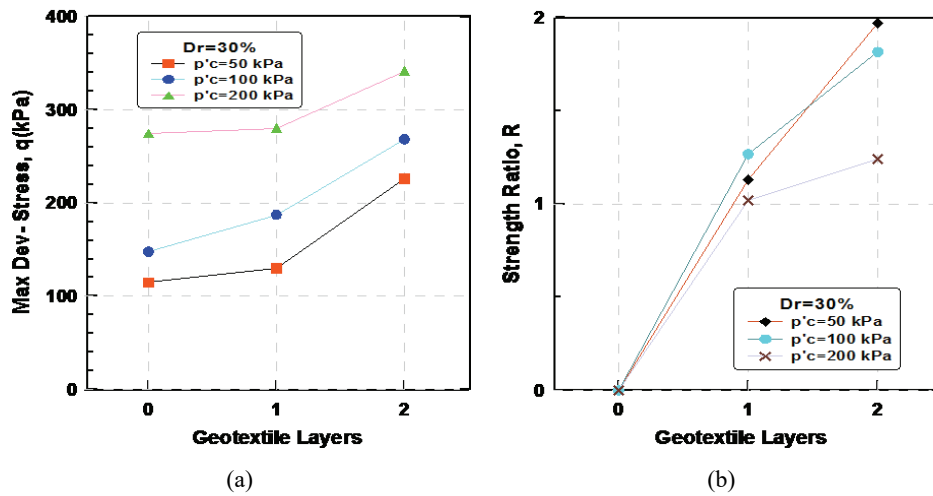 400
300
200
100
0
Max Dev- Stress, q(kPa)
Dr=30%
p'c=50 kPa
p'c=100 kPa
p'c=200 kPa
0 1 2
Geotextile Layers
(a)
2
1
0
Strength Ratio, R
Dr=30%
p'c=50 kPa
p'c=100 kPa
p'c=200 kPa
0 1 2
Geotextile Layers
(b)